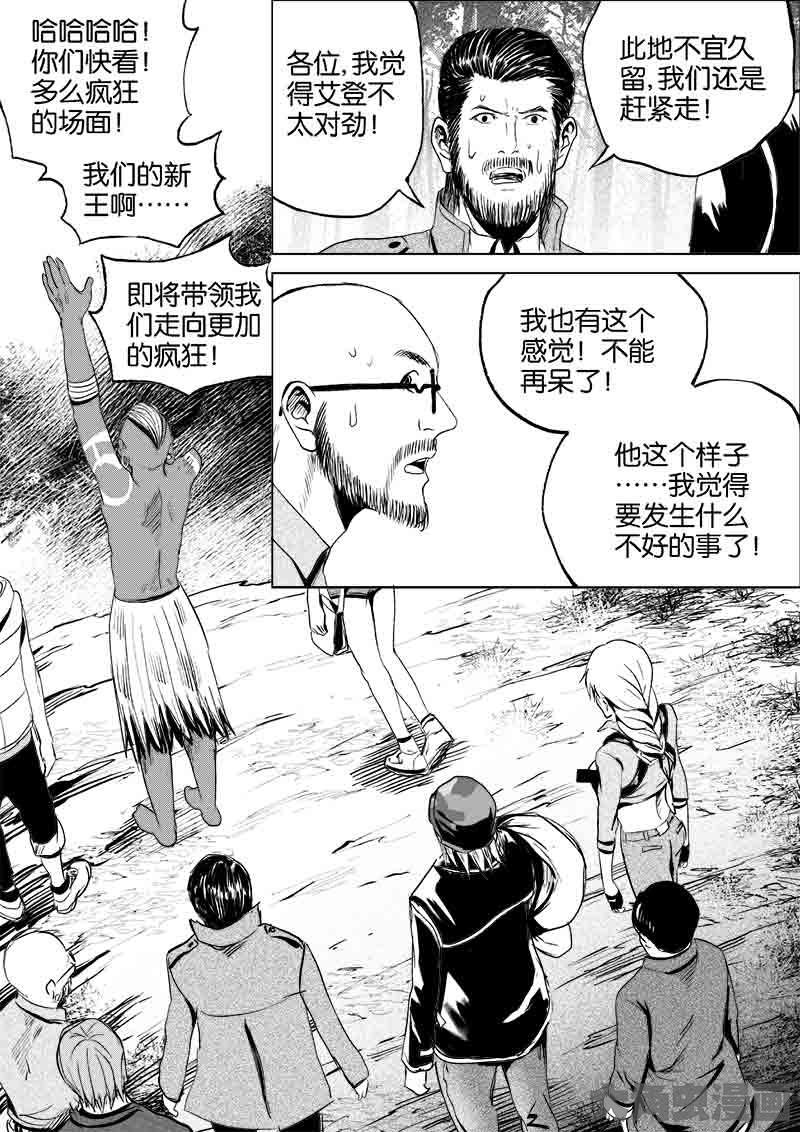 哈哈哈哈！
你们快看！
多么疯狂
的场面！
我们的新
王啊……
即将带领我
们走向更加
的疯狂！
各位，我觉
得艾登不
太对劲！
此地不宜久
留，我们还是
赶紧走！
我也有这个
感觉！不能
再呆了！
他这个样子
……我觉得
要发生什么
不好的事了！